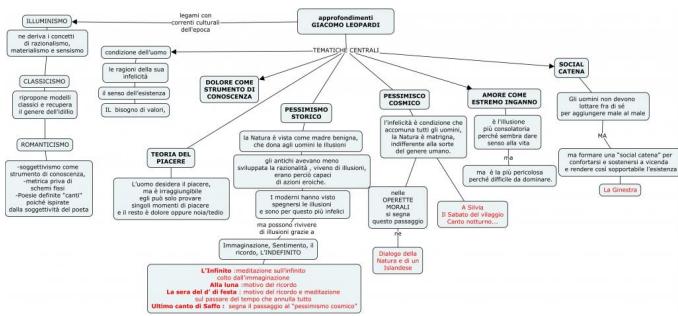 approfondimenti
GIACOMO LEOPARDI
legami con
correnti culturali
dell'epoca
ILLUMINISMO
ne deriva i concetti
di razionalismo,
materialismo e sensismo
CLASSICISMO
ripropone modelli
classici e recupera
il genere dell'idillio
ROMANTICISMO
-soggettivismo come
strumento di conoscenza,
-metrica priva di
schemi fissi
-Poesie definite "canti"
poiché ispirate
dalla soggettività del poeta
TEMATICHE CENTRALI
condizione dell'uomo
le ragioni della sua
infelicità
il senso dell'esistenza
IL bisogno di valori,
DOLORE COME
STRUMENTO DI
CONOSCENZA
TEORIA DEL
PIACERE
L'uomo desidera il piacere,
ma è irraggiungibile
egli può solo provare
singoli momenti di piacere
e il resto è dolore oppure noia/tedio
PESSIMISMO
STORICO
la Natura è vista come madre benigna,
che dona agli uomini le illusioni
gli antichi avevano meno
sviluppata la razionalità , viveno di illusioni,
erano perciò capaci
di azioni eroiche.
I moderni hanno visto
spegnersi le illusioni
e sono per questo più infelici
ma possono rivivere
di illusioni grazie a
Immaginazione, Sentimento, il
ricordo, L'INDEFINITO
L'Infinito :meditazione sull'infinito
colto dall'immaginazione
Alla luna : motivo del ricordo
La sera del d' di festa : motivo del ricordo e meditazione
sul passare del tempo che annulla tutto
Ultimo canto di Saffo : segna il passaggio al "pessimismo cosmico"
PESSIMISCO
COSMICO
l'infelicità è condizione che
accomuna tutti gli uomini,
la Natura è matrigna,
indifferente alla sorte
del genere umano.
nelle
OPERETTE
MORALI
si segna
questo passaggio
ne
Dialogo della
Natura e di un
Islandese
A Silvia
Il Sabato del vilaggio
Canto notturno...
AMORE COME
ESTREMO INGANNO
è l'illusione
più consolatoria
perché sembra dare
senso alla vita
ma
ma è la più pericolosa
perché difficile da dominare.
SOCIAL
CATENA
Gli uomini non devono
lottare fra di sé
per aggiungere male al male
MA
ma formare una "social catena" per
confortarsi e sostenersi a vicenda
e rendere così sopportabile l'esistenza
La Ginestra